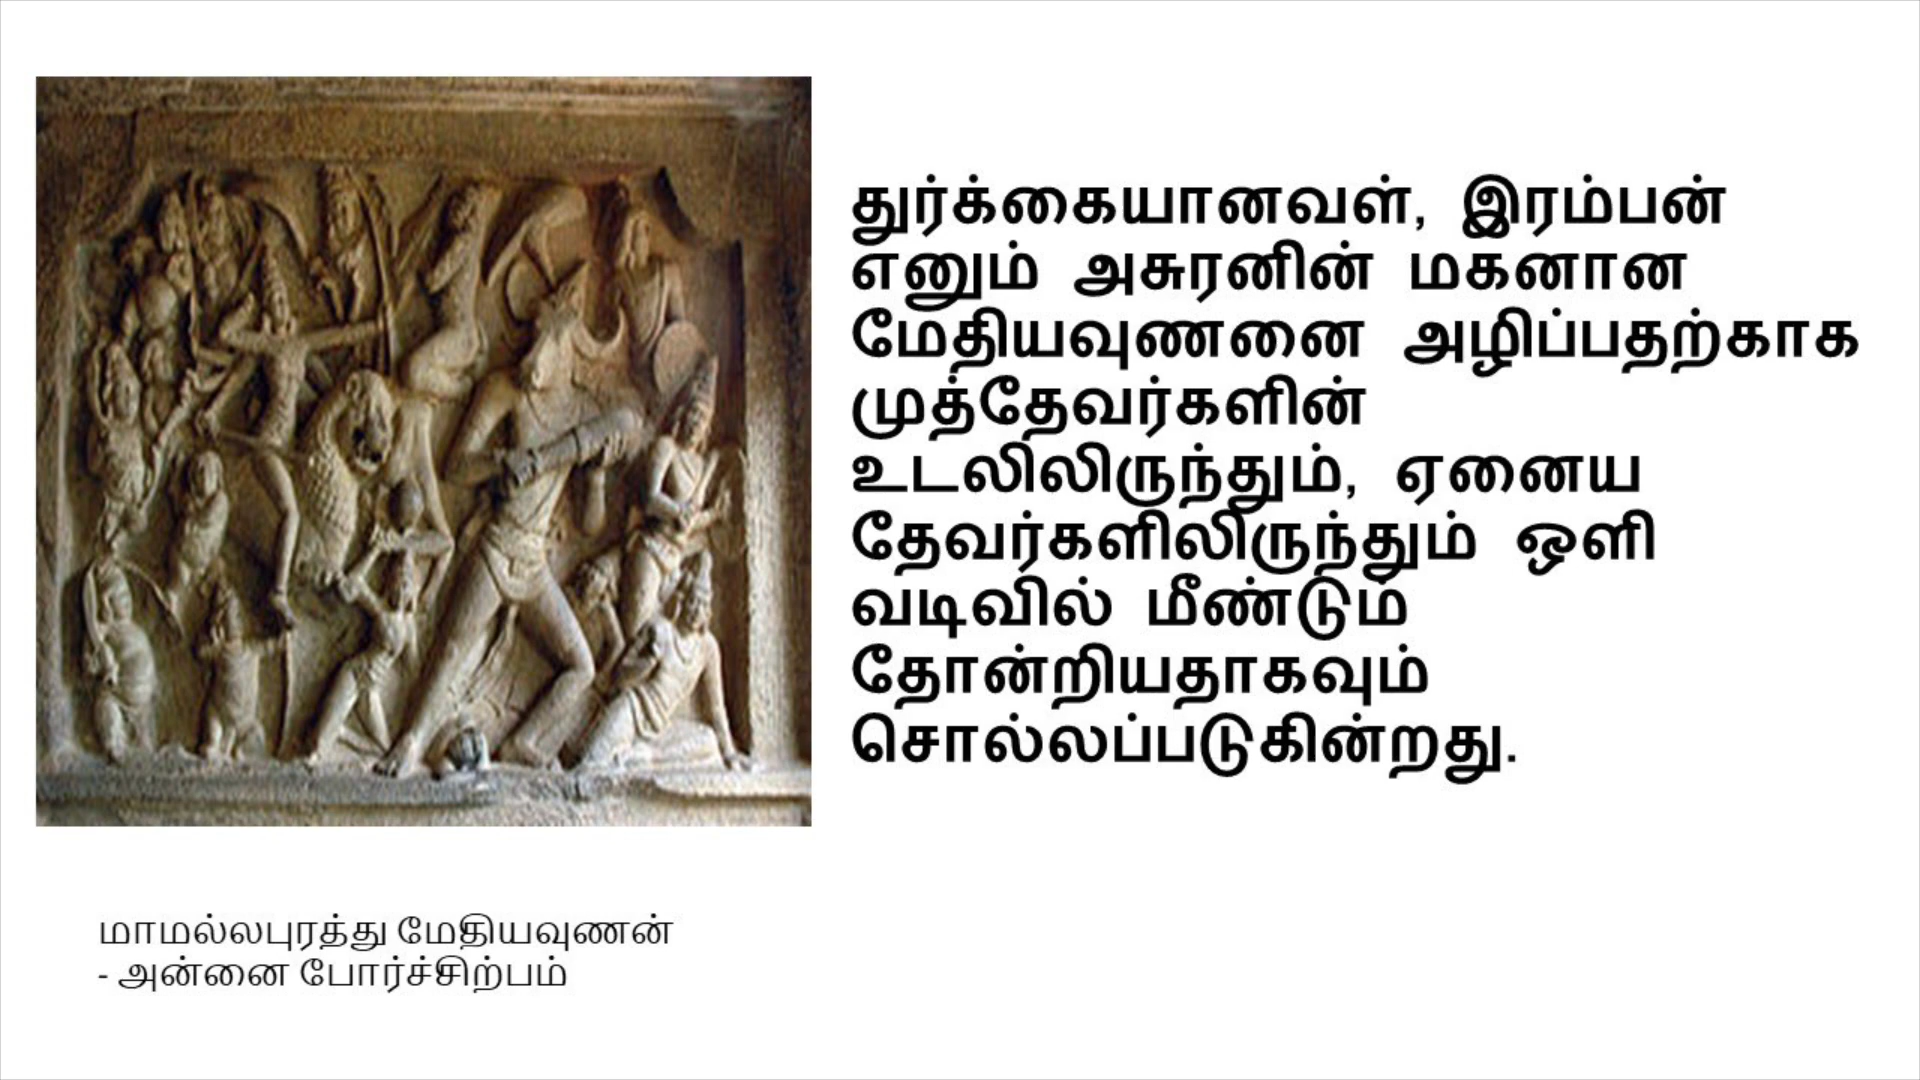 துர்க்கையானவள், இரம்பன்
எனும் அசுரனின் மகனான
மேதியவுணனை அழிப்பதற்காக
முத்தேவர்களின்
உடலிலிருந்தும், ஏனைய
தேவர்களிலிருந்தும் ஒளி
வடிவில் மீண்டும்
தோன்றியதாகவும்
சொல்லப்படுகின்றது.
மாமல்லபுரத்து மேதியவுணன்
- அன்னை போர்ச்சிற்பம்